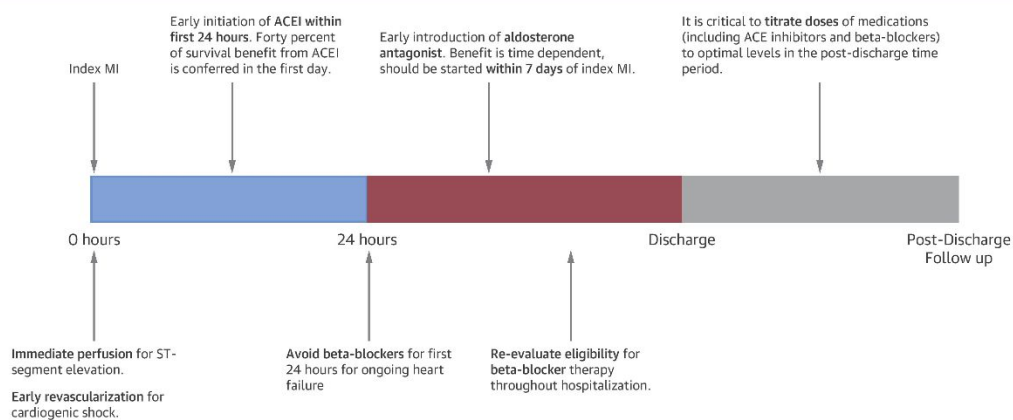 Index MI
Early initiation of ACEI within
first 24 hours. Forty percent
of survival benefit from ACEI
is conferred in the first day.
Early introduction of aldosterone
antagonist. Benefit is time dependent,
should be started within 7 days of index MI.
It is critical to titrate doses of medications
(including ACE inhibitors and beta-blockers)
to optimal levels in the post-discharge time
period.
0 hours
24 hours
Discharge
Post-Discharge
Follow up
Immediate perfusion for ST-
segment elevation.
Early revascularization for
cardiogenic shock.
Avoid beta-blockers for first
24 hours for ongoing heart
failure
Re-evaluate eligibility for
beta-blocker therapy
throughout hospitalization.